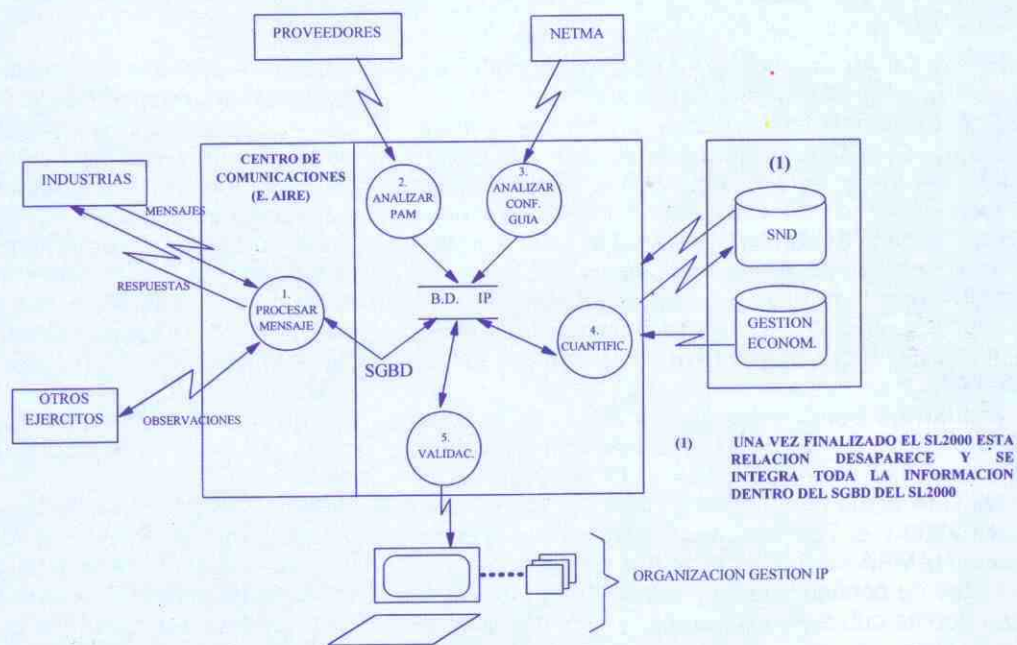 PROVEEDORES
NETMA
CENTRO DE
COMUNICACIONES
(E. AIRE)
INDUSTRIAS
MENSAJES
RESPUESTAS
1.
PROCESAR
MENSAJE
OTROS
EJERCITOS
OBSERVACIONES
2.
ANALIZAR
PAM
3.
ANALIZAR
CONF.
GUIA
B.D. IP
SGBD
4.
CUANTIFIC.
5.
VALIDAC.
(1)
SND
GESTION
ECONOM.
(1) UNA VEZ FINALIZADO EL SL2000 ESTA
RELACION DESAPARECE Y SE
INTEGRA TODA LA INFORMACION
DENTRO DEL SGBD DEL SL2000
ORGANIZACION GESTION IP